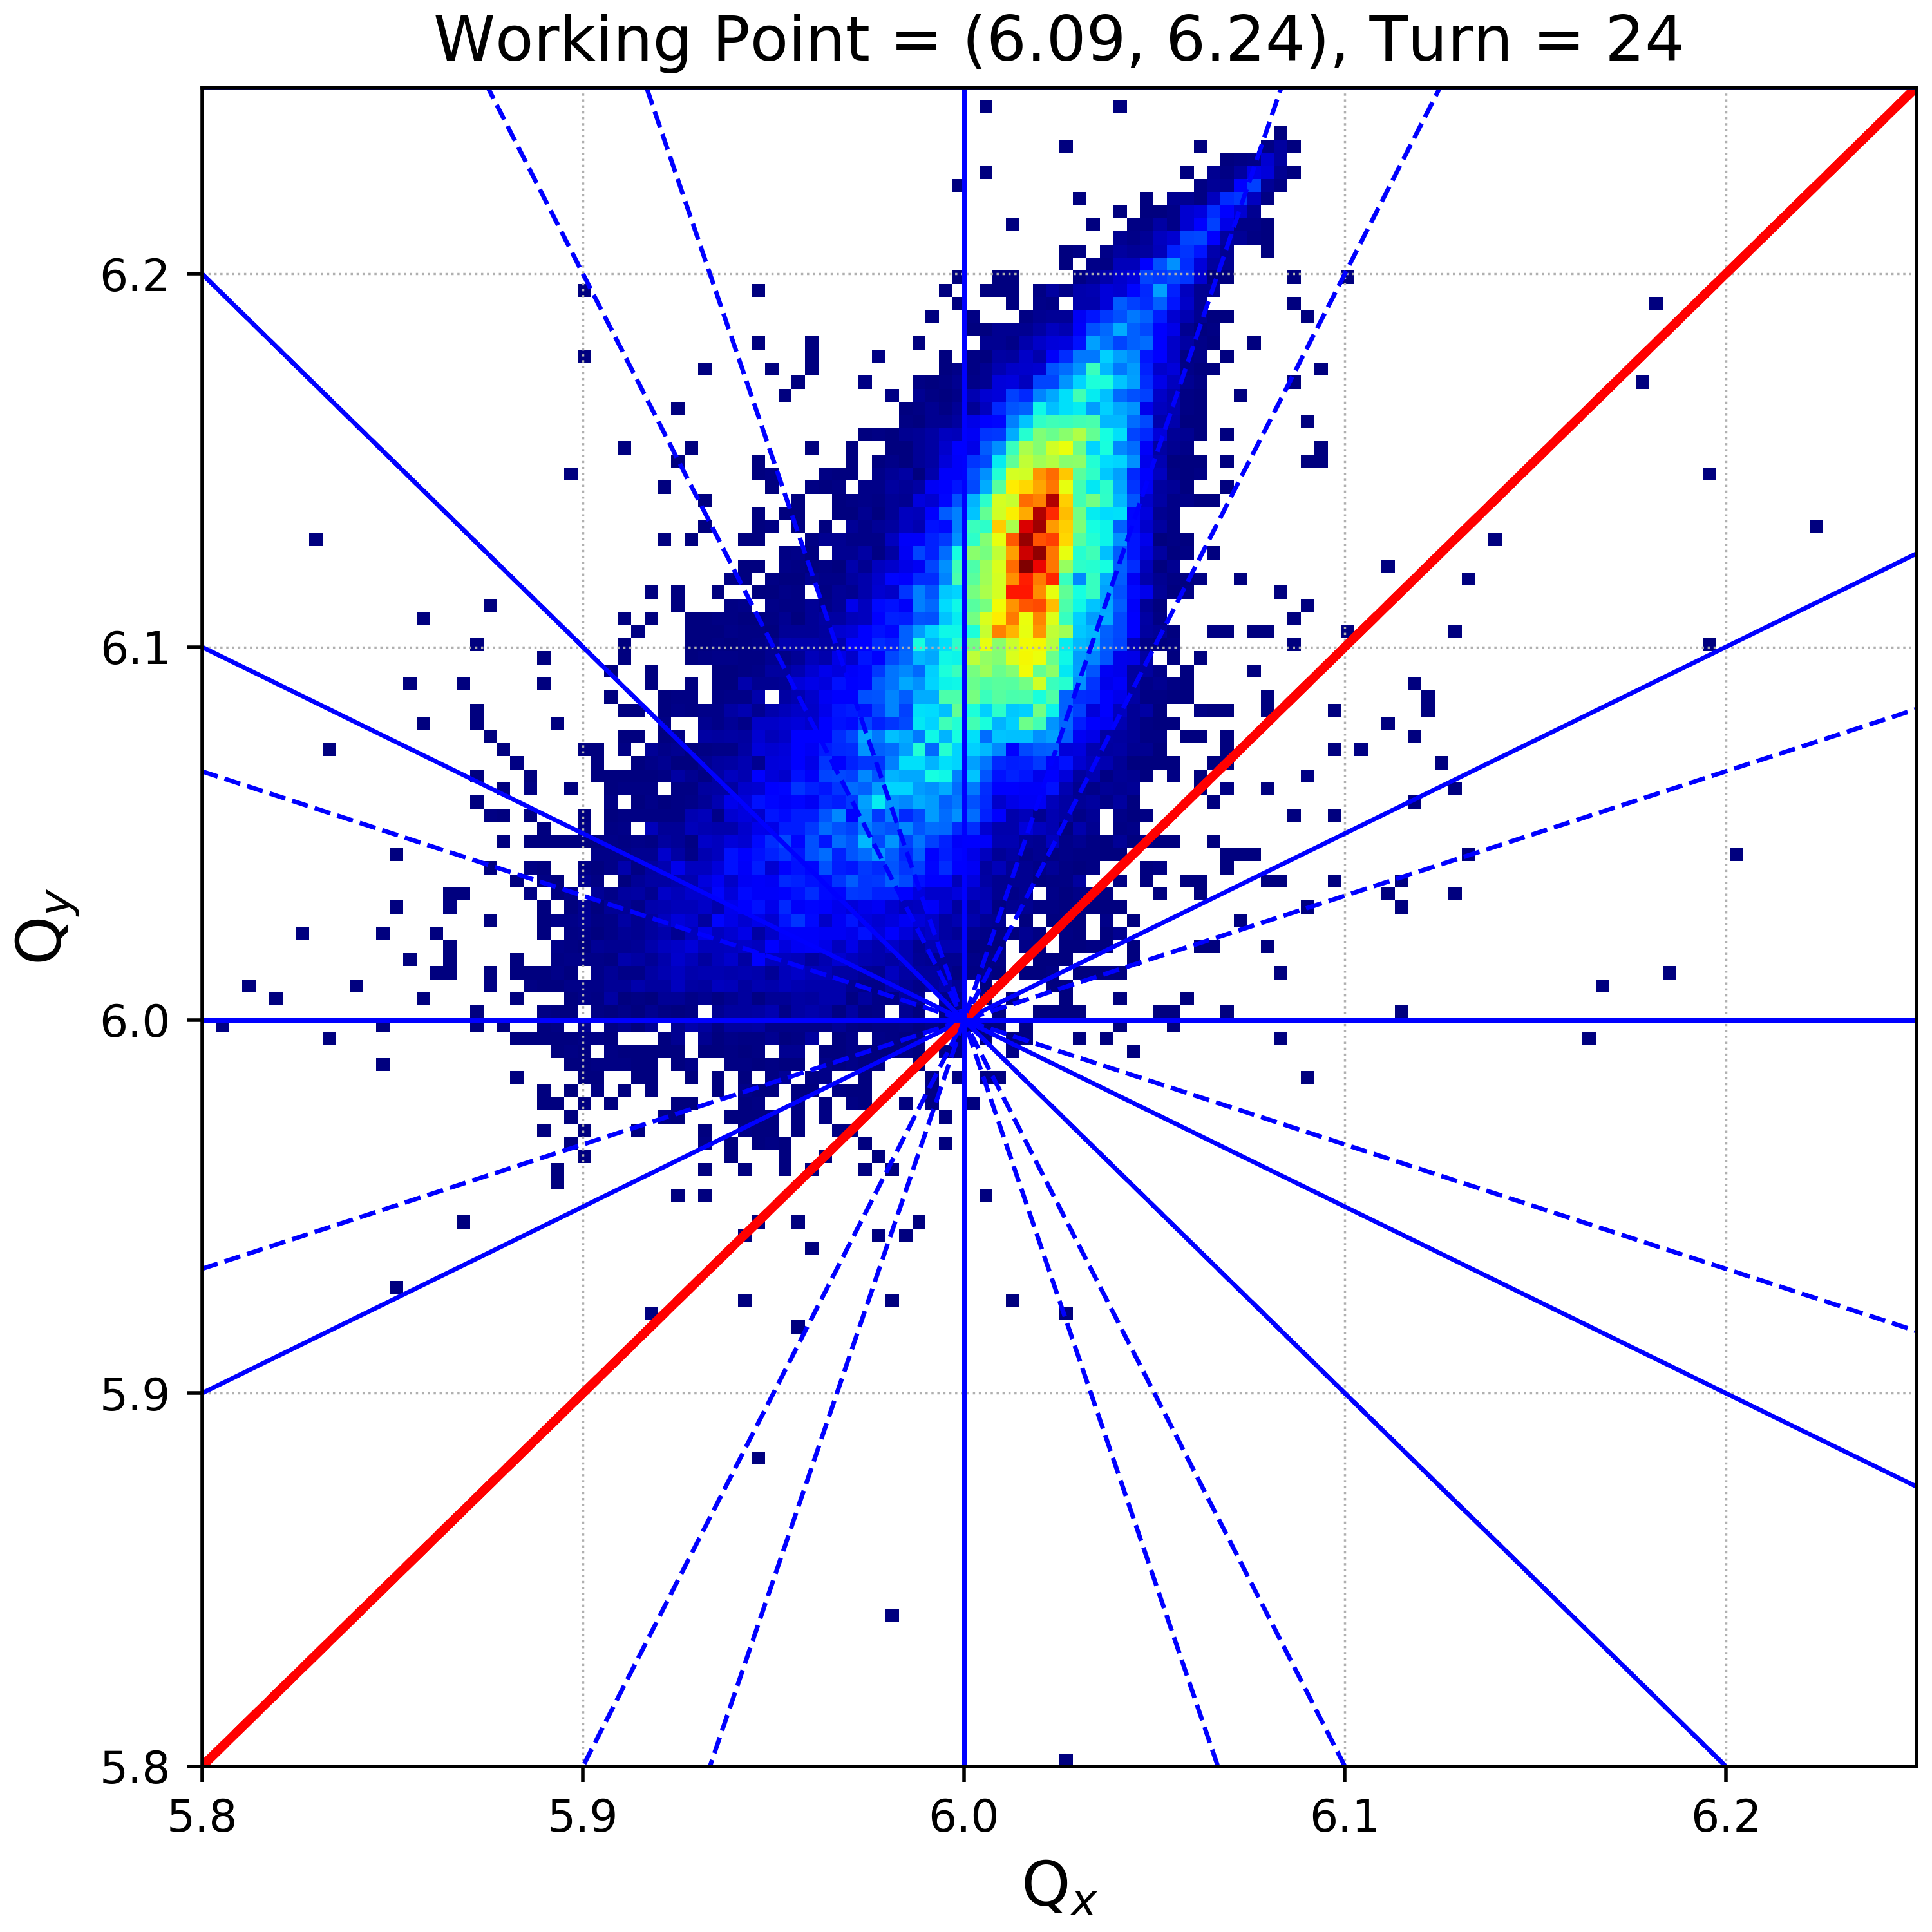 Working Point = (6.09, 6.24), Turn = 24
6.2
6.1
6.0
5.9
5.8
Qy
5.8 5.9 6.0 6.1 6.2
Qx